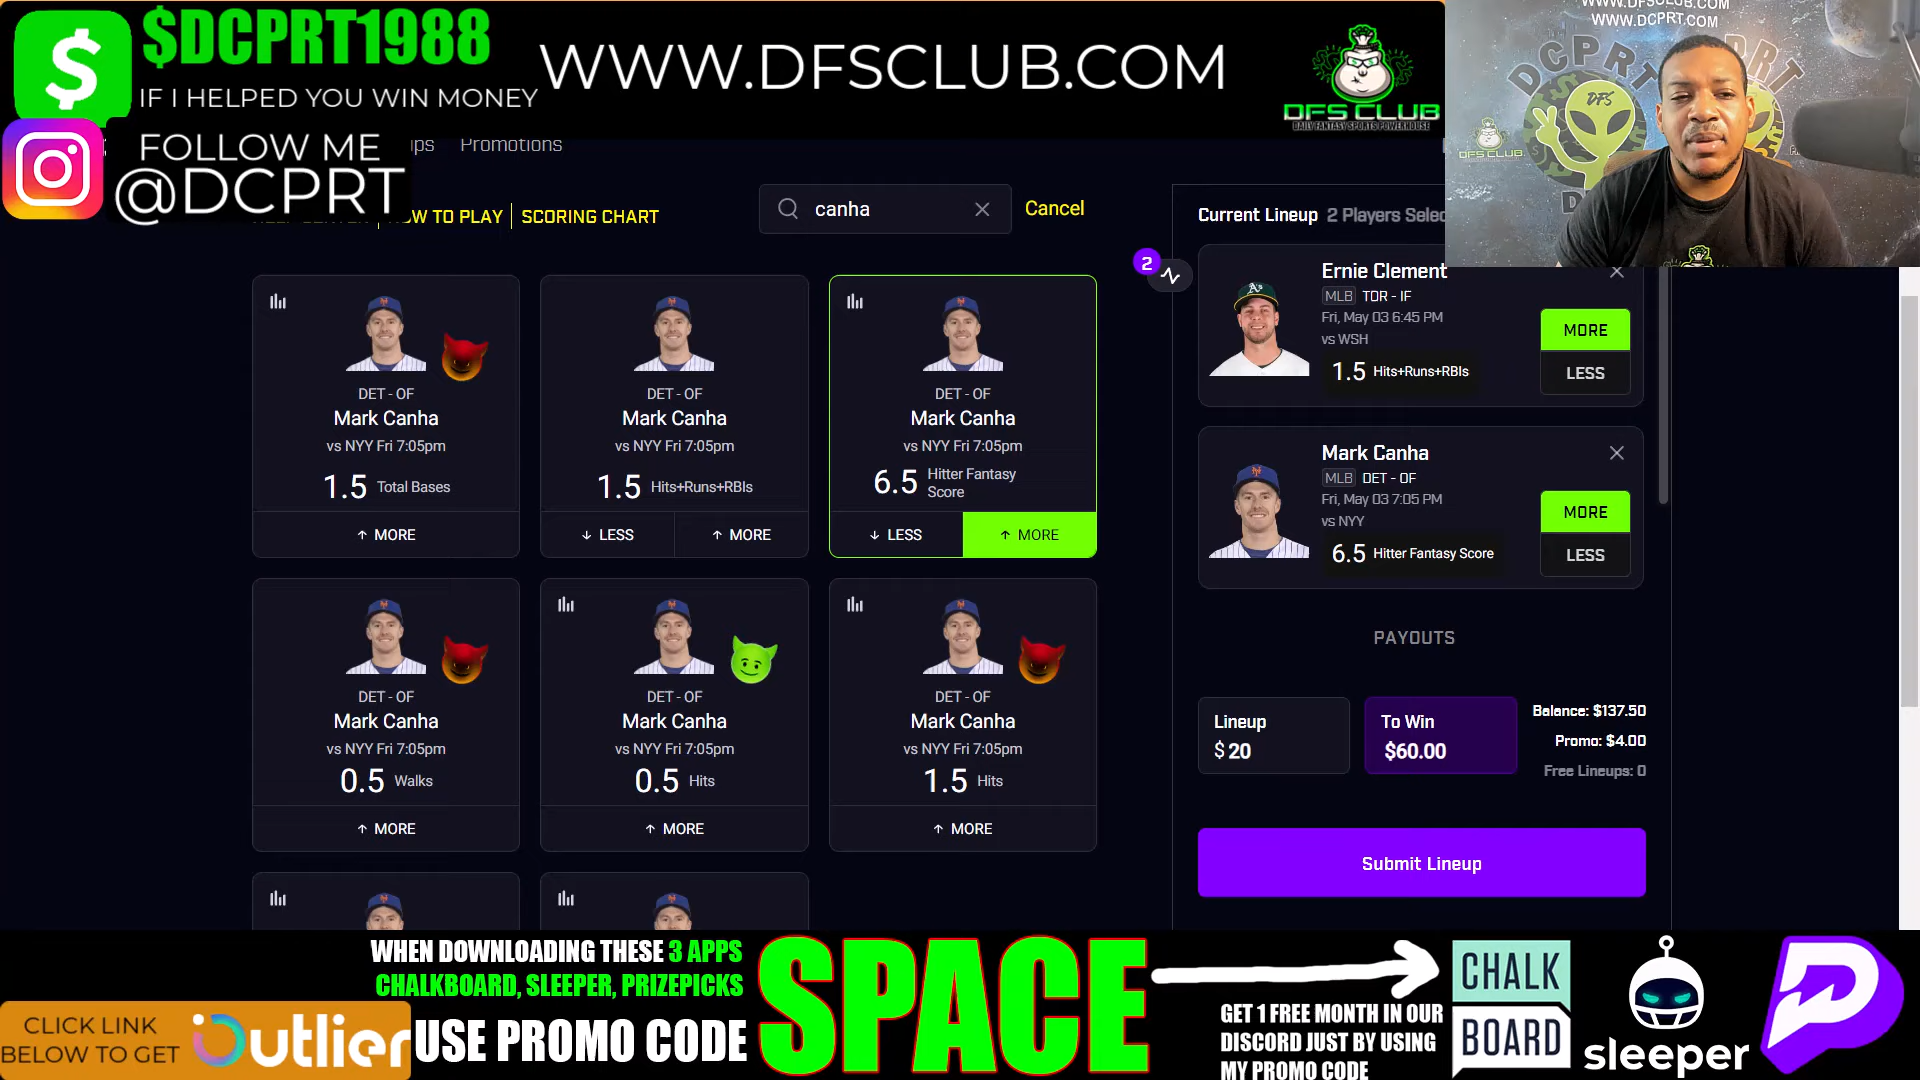 $DCPRT1988
IF I HELPED YOU WIN MONEY
WWW.DFSCLUB.COM
DFS CLUB
DAILY FANTASY SPORTS POWERHOUSE
WWW.DFSCLUB.COM
WWW.DCPRT.COM
DCPRT
DFS
DFS CLUB
FOLLOW ME
@DCPRT
Promotions
TO PLAY
SCORING CHART
canha
Cancel
Current Lineup 2 Players
2
DET - OF
Mark Canha
vs NYY Fri 7:05pm
1.5 Total Bases
↑ MORE
DET - OF
Mark Canha
vs NYY Fri 7:05pm
1.5 Hits+Runs+RBIs
↓ LESS
↑ MORE
DET - OF
Mark Canha
vs NYY Fri 7:05pm
6.5 Hitter Fantasy
Score
↓ LESS
↑ MORE
DET - OF
Mark Canha
vs NYY Fri 7:05pm
0.5 Walks
↑ MORE
DET - OF
Mark Canha
vs NYY Fri 7:05pm
0.5 Hits
↑ MORE
DET - OF
Mark Canha
vs NYY Fri 7:05pm
1.5 Hits
↑ MORE
Ernie Clement
MLB TOR - IF
Fri, May 03 6:45 PM
vs WSH
1.5 Hits+Runs+RBIs
MORE
LESS
Mark Canha
MLB DET - OF
Fri, May 03 7:05 PM
vs NYY
6.5 Hitter Fantasy Score
MORE
LESS
PAYOUTS
Lineup
$ 20
To Win
$60.00
Balance: $137.50
Promo: $4.00
Free Lineups: 0
Submit Lineup
WHEN DOWNLOADING THESE 3 APPS
CHALKBOARD, SLEEPER, PRIZEPICKS
USE PROMO CODE
SPACE
CLICK LINK
BELOW TO GET
Outlier
GET 1 FREE MONTH IN OUR
DISCORD JUST BY USING
MY PROMO CODE
CHALK
BOARD
sleeper